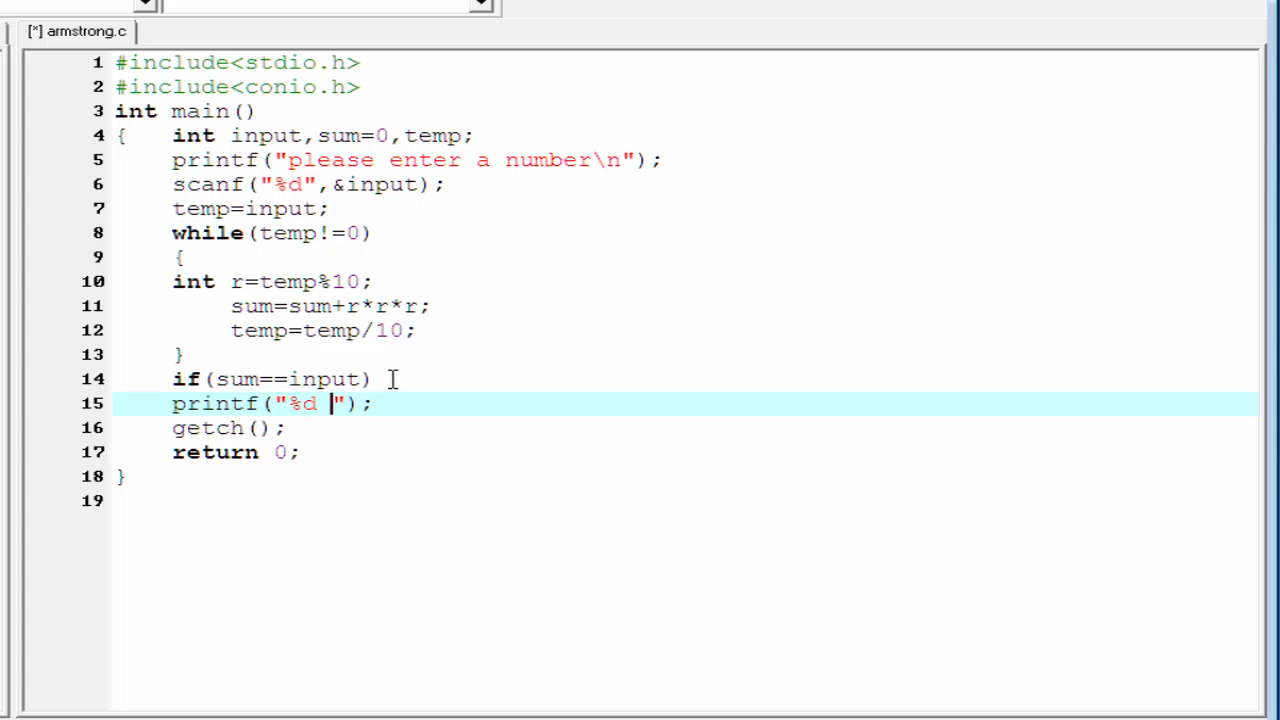 [*] armstrong.c
1 #include<stdio.h>
2 #include<conio.h>
3 int main()
4 {    int input,sum=0,temp;
5     printf("please enter a number\n");
6     scanf("%d",&input);
7     temp=input;
8     while(temp!=0)
9     {
10     int r=temp%10;
11         sum=sum+r*r*r;
12         temp=temp/10;
13     }
14     if(sum==input)
15     printf("%d ");
16     getch();
17     return 0;
18 }
19